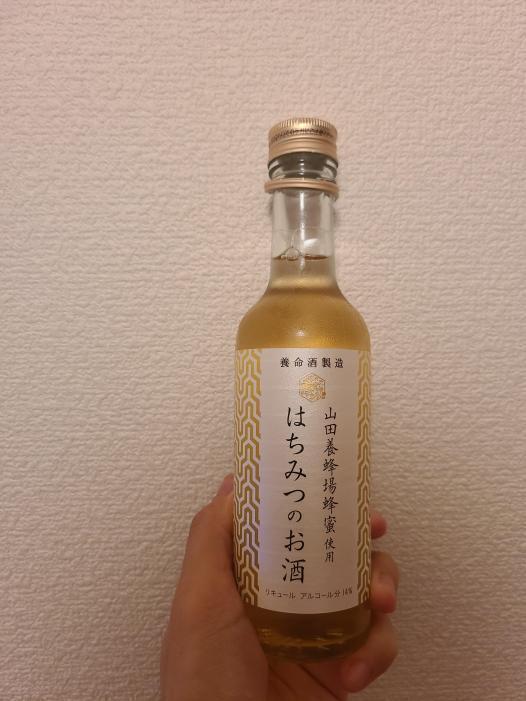 養命酒製造
山田養蜂場蜂蜜使用
はちみつのお酒
リキュール アルコール分14%